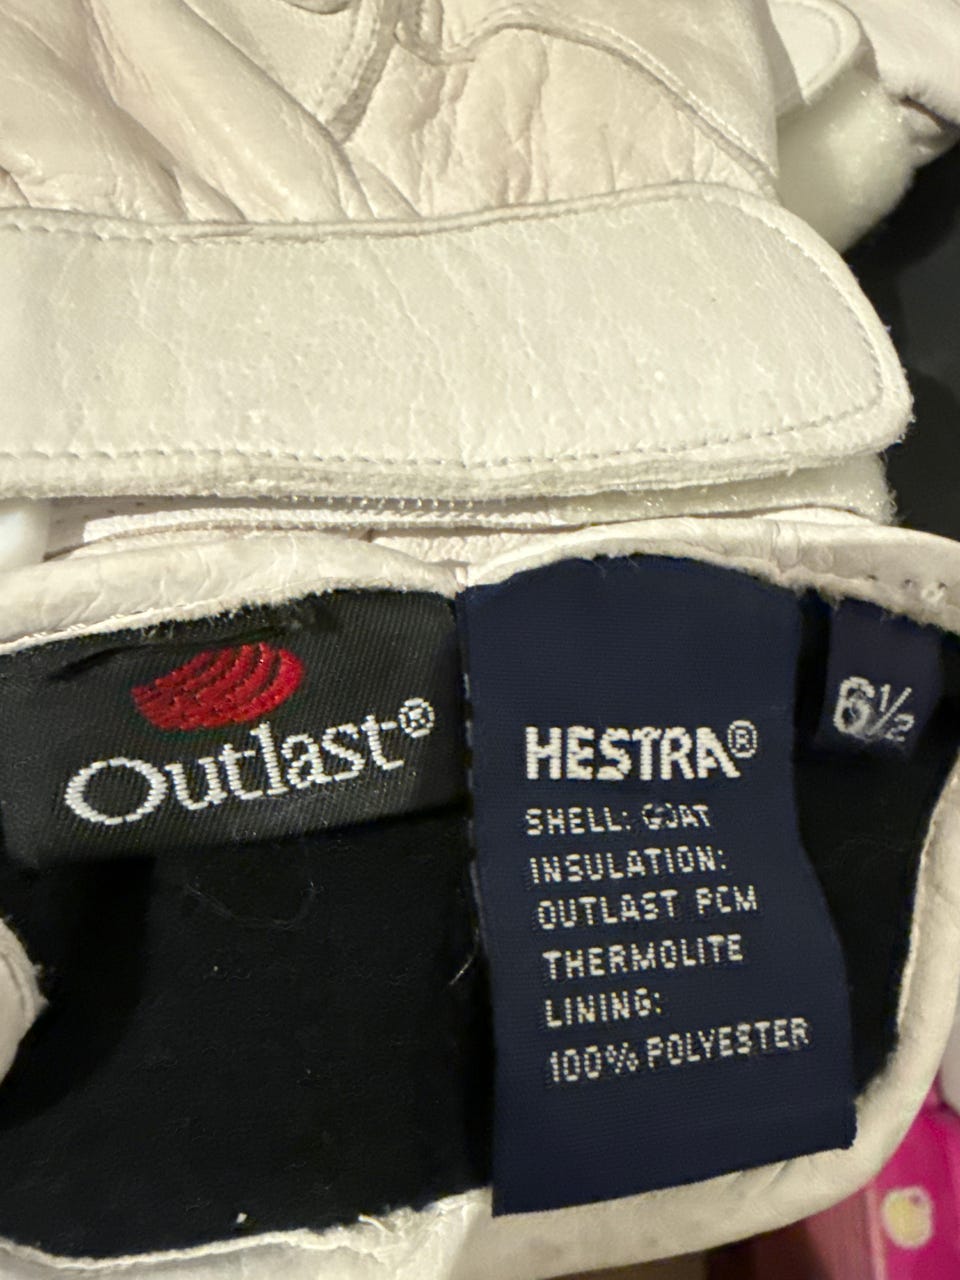 Outlast®
HESTRA®
SHELL: GOAT
INSULATION:
OUTLAST PCM
THERMOLITE
LINING:
100% POLYESTER
6½